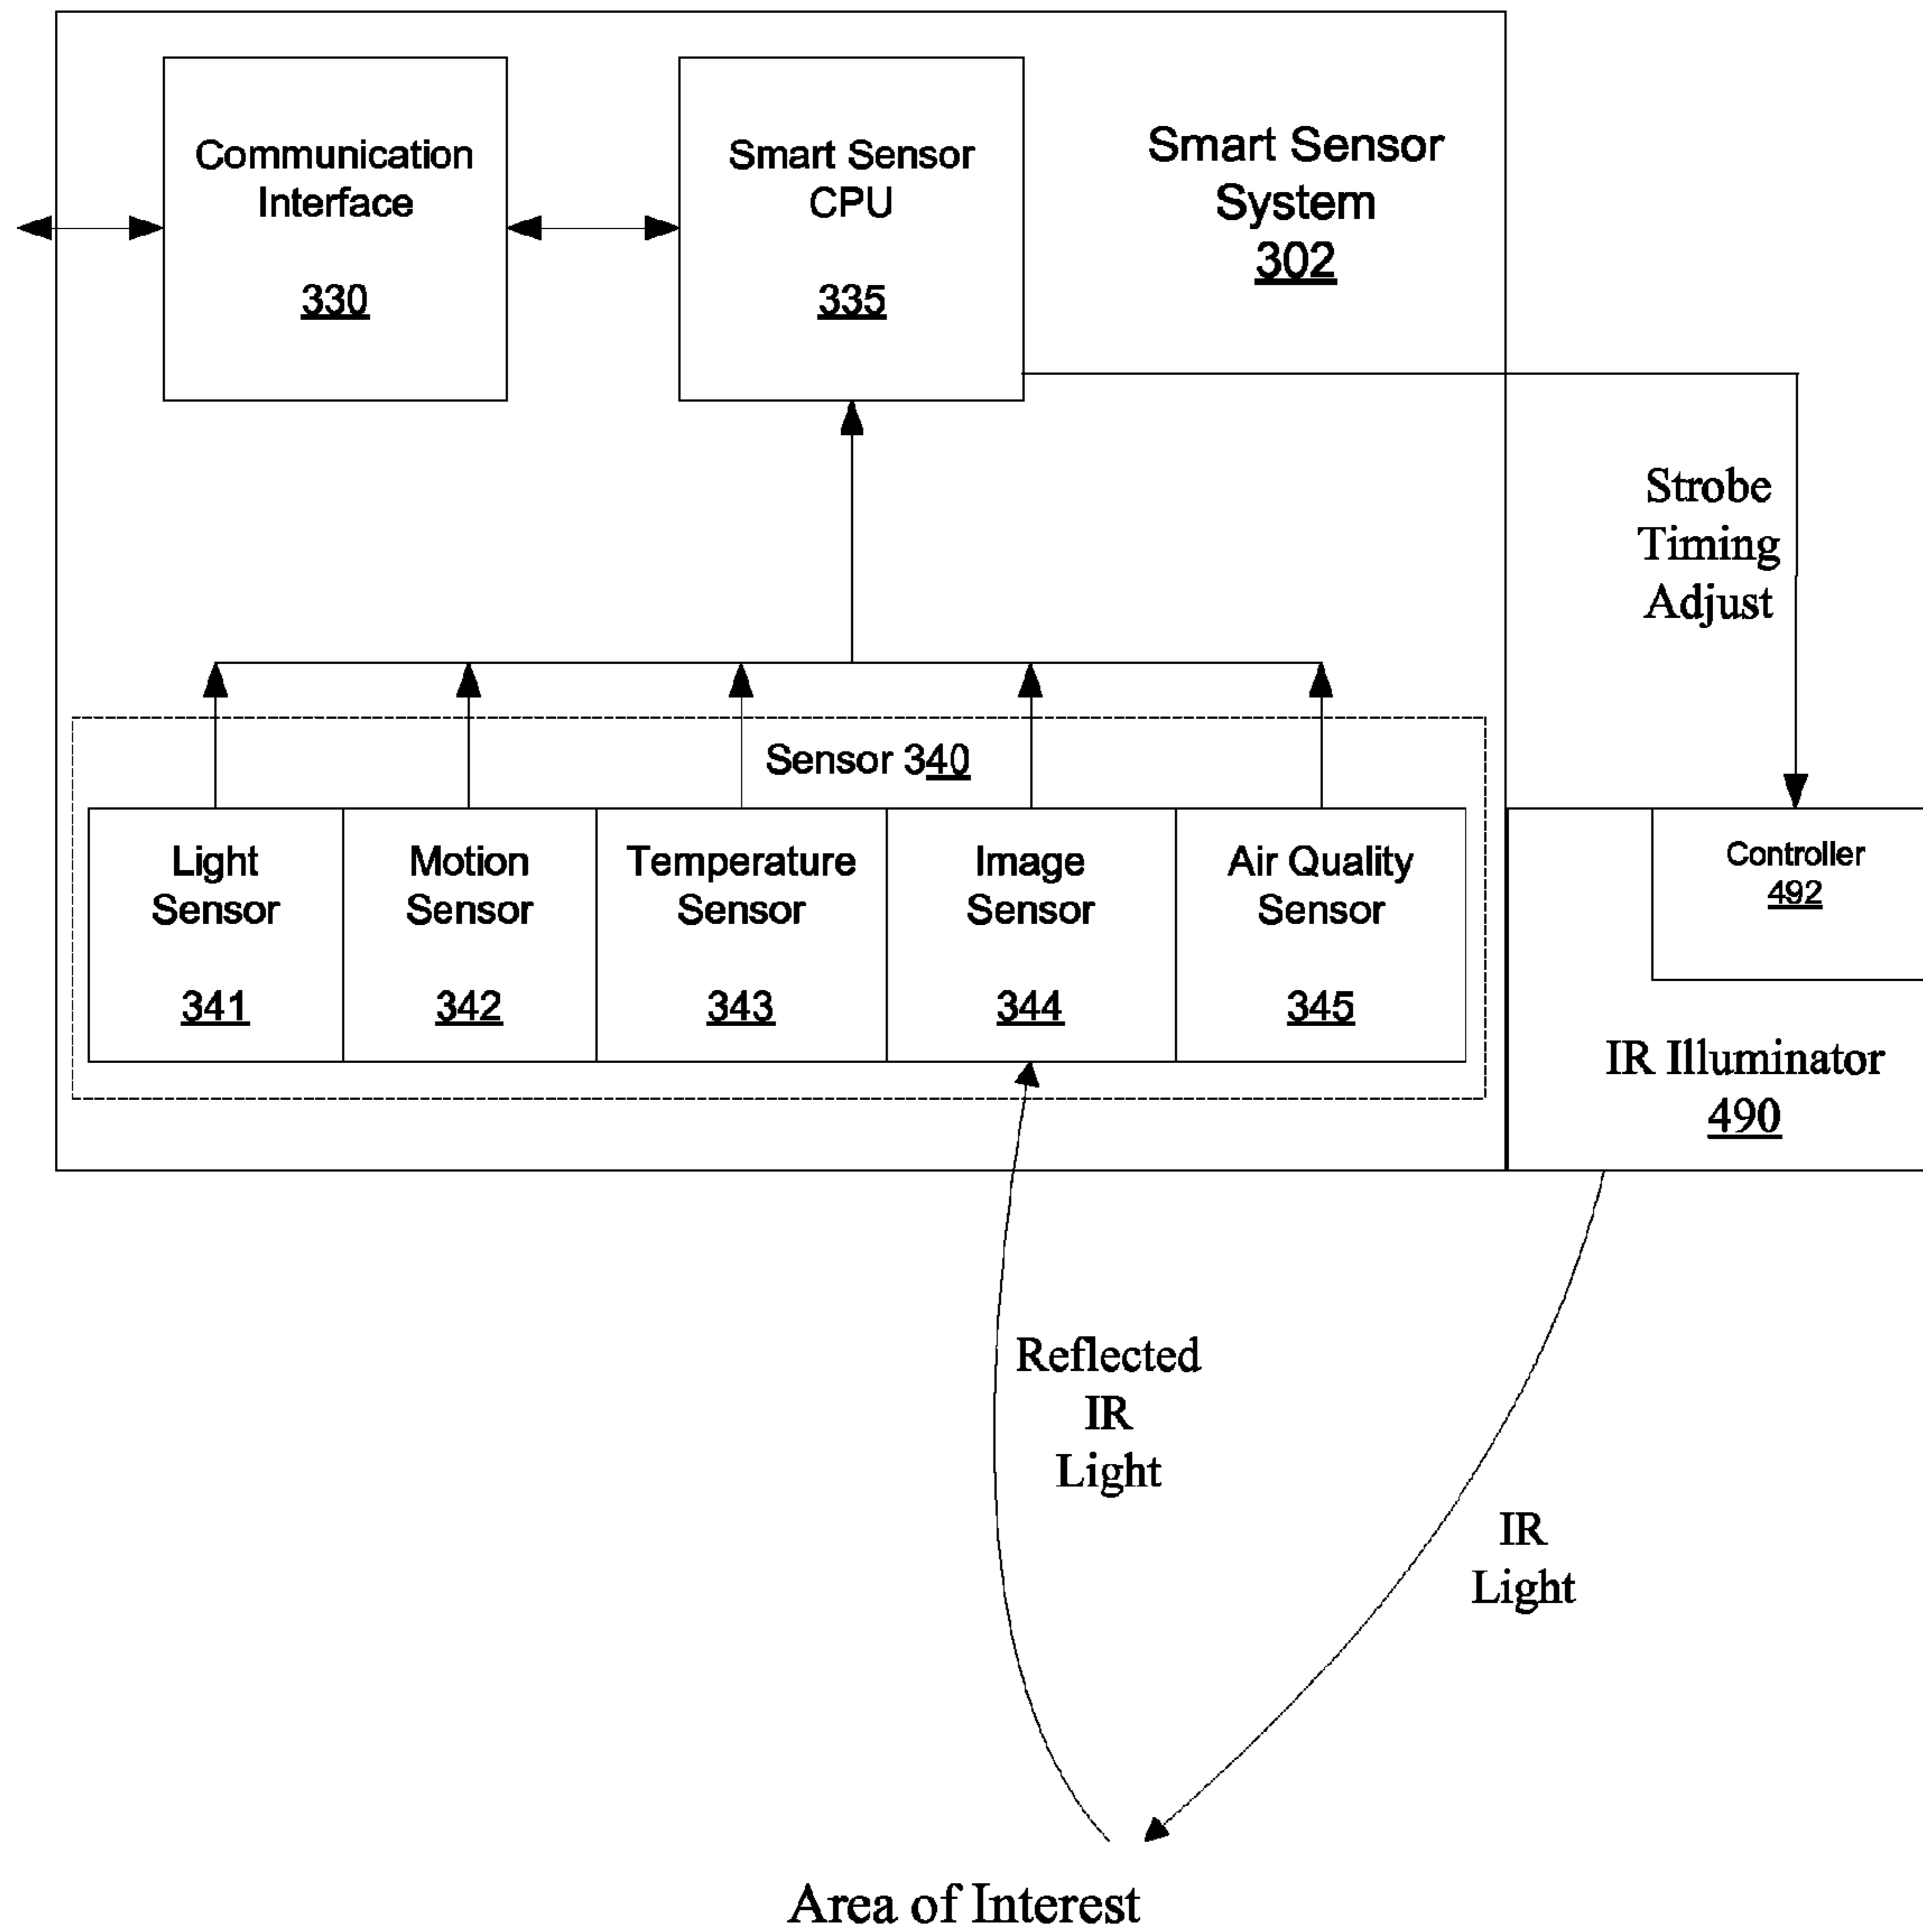 Communication
Interface
330
Smart Sensor
CPU
335
Smart Sensor
System
302
Strobe
Timing
Adjust
Sensor 340
Light
Sensor
341
Motion
Sensor
342
Temperature
Sensor
343
Image
Sensor
344
Air Quality
Sensor
345
Controller
492
IR Illuminator
490
Reflected
IR
Light
IR
Light
Area of Interest